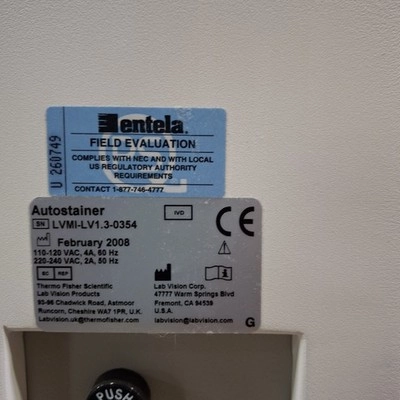 entela
FIELD EVALUATION
COMPLIES WITH NEC AND WITH LOCAL
US REGULATORY AUTHORITY
REQUIREMENTS
CONTACT 1-877-746-4777
U 260749
Autostainer
IVD
CE
SN LVMI-LV1.3-0354
February 2008
110-120 VAC, 4A, 60 Hz
220-240 VAC, 2A, 50 Hz
EC REP
Thermo Fisher Scientific
Lab Vision Products
93-96 Chadwick Road, Astmoor
Runcorn, Cheshire WA7 1PR, U.K.
Labvision.uk@thermofisher.com
Lab Vision Corp.
47777 Warm Springs Blvd
Fremont, CA 94539
U.S.A.
labvision@labvision.com
G
PUSH